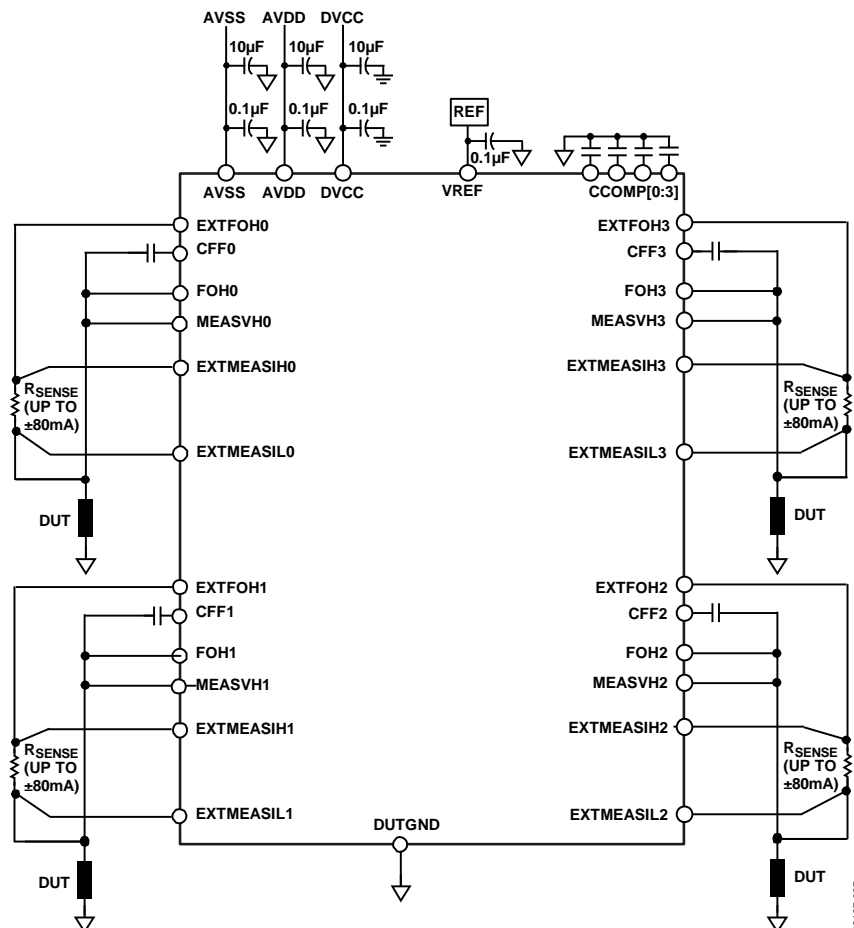 AVSS AVDD DVCC
10µF 10µF 10µF
0.1µF 0.1µF 0.1µF
REF
0.1µF
AVSS AVDD DVCC VREF CCOMP[0:3]
EXTFOH0
CFF0
FOH0
MEASVH0
EXTMEASIH0
RSENSE
(UP TO
±80mA)
EXTMEASIL0
DUT
EXTFOH3
CFF3
FOH3
MEASVH3
EXTMEASIH3
RSENSE
(UP TO
±80mA)
EXTMEASIL3
DUT
EXTFOH1
CFF1
FOH1
MEASVH1
EXTMEASIH1
RSENSE
(UP TO
±80mA)
EXTMEASIL1
DUT
EXTFOH2
CFF2
FOH2
MEASVH2
EXTMEASIH2
RSENSE
(UP TO
±80mA)
EXTMEASIL2
DUT
DUTGND